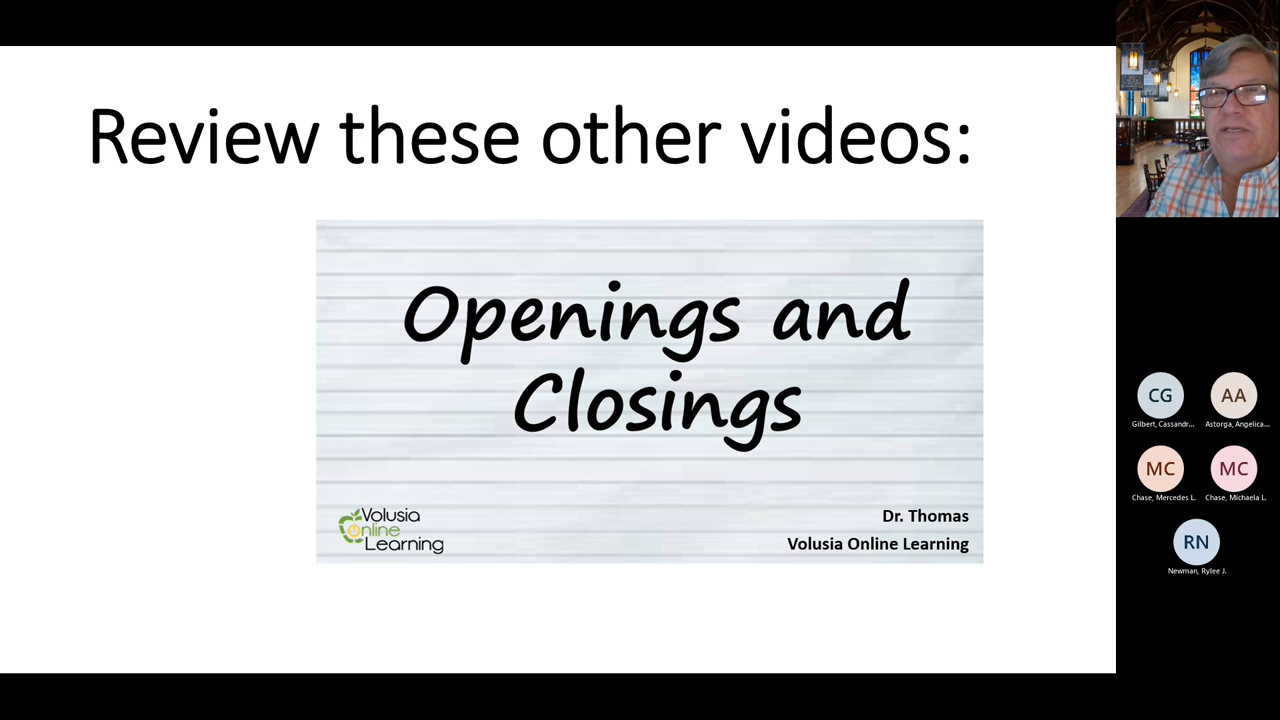 Review these other videos:
Openings and
Closings
Volusia
Online
Learning
Dr. Thomas
Volusia Online Learning
CG
AA
Gilbert, Cassandr...
Astorga, Angelica...
MC
MC
Chase, Mercedes L.
Chase, Michaela L.
RN
Newman, Rylee J.